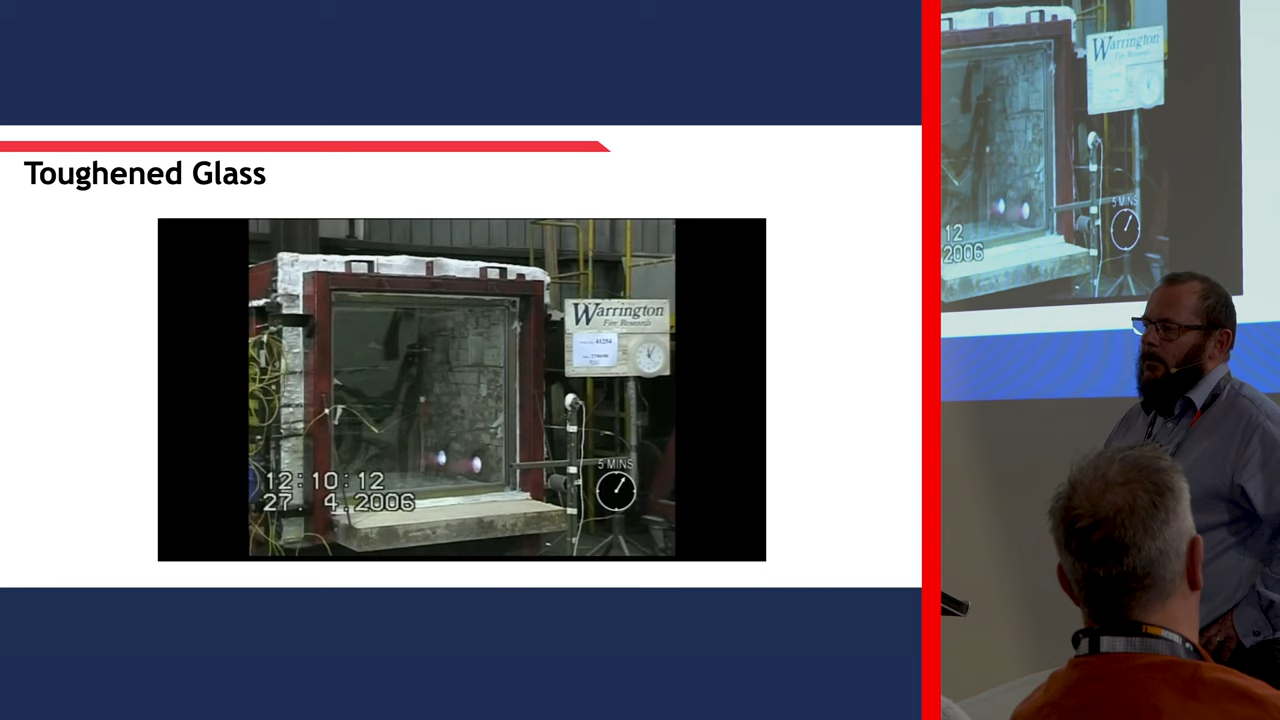 Toughened Glass
Warrington
Fire Research
41254
5 MINS
12:10:12
27. 4.2006
Warrington
Fire Research
5 MINS
12
2006